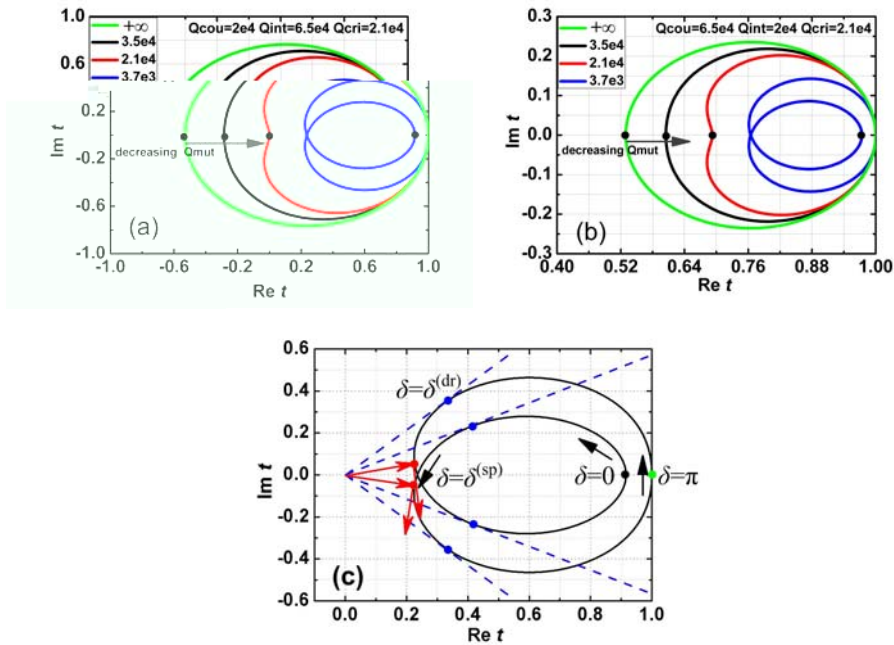 Qcou=2e4 Qint=6.5e4 Qcri=2.1e4
+∞
3.5e4
2.1e4
3.7e3
decreasing Qmut
(a)
Im t
1.0
0.6
0.2
-0.2
-0.6
-1.0
-1.0 -0.6 -0.2 0.2 0.6 1.0
Re t
Qcou=6.5e4 Qint=2e4 Qcri=2.1e4
+∞
3.5e4
2.1e4
3.7e3
decreasing Qmut
(b)
Im t
0.3
0.2
0.1
0.0
-0.1
-0.2
-0.3
0.40 0.52 0.64 0.76 0.88 1.00
Re t
δ=δ(dr)
δ=δ(sp)
δ=0
δ=π
(c)
Im t
0.6
0.4
0.2
0.0
-0.2
-0.4
-0.6
0.0 0.2 0.4 0.6 0.8 1.0
Re t